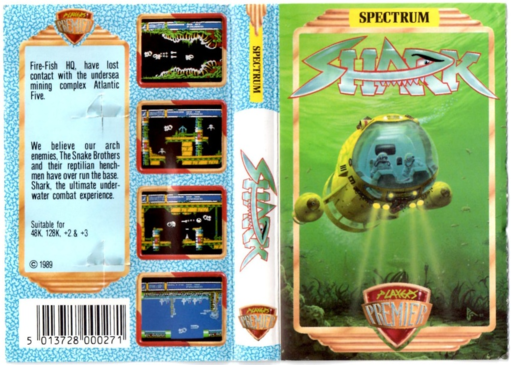 PLAYERS
PREMIER
Fire-Fish HQ, have lost
contact with the undersea
mining complex Atlantic
Five.
We believe our arch
enemies, The Snake Brothers
and their reptilian hench-
men have over run the base.
Shark, the ultimate under-
water combat experience.
Suitable for
48K, 128K, +2 & +3
© 1989
5 013728 000271
SPECTRUM
SHARK
PLAYERS
PREMIER
SPECTRUM
SHARK
PLAYERS
PREMIER